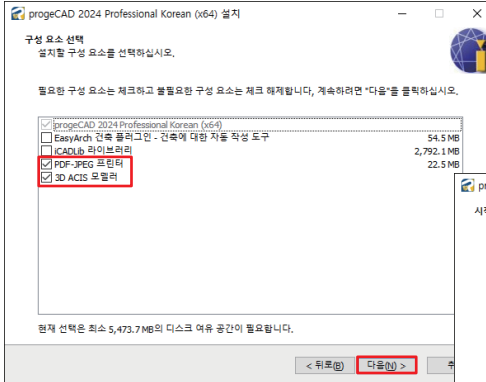 progeCAD 2024 Professional Korean (x64) 설치
구성 요소 선택
설치할 구성 요소를 선택하십시오.
필요한 구성 요소는 체크하고 불필요한 구성 요소는 체크 해제합니다, 계속하려면 "다음"을 클릭하십시오.
progeCAD 2024 Professional Korean (x64)
EasyArch 건축 플러그인 - 건축에 대한 자동 작성 도구 54.5 MB
iCADLib 라이브러리 2,792.1 MB
PDF-JPEG 프린터 22.5 MB
3D ACIS 모델러
pr
시작
현재 선택은 최소 5,473.7 MB의 디스크 여유 공간이 필요합니다.
< 뒤로(B) 다음(N) >